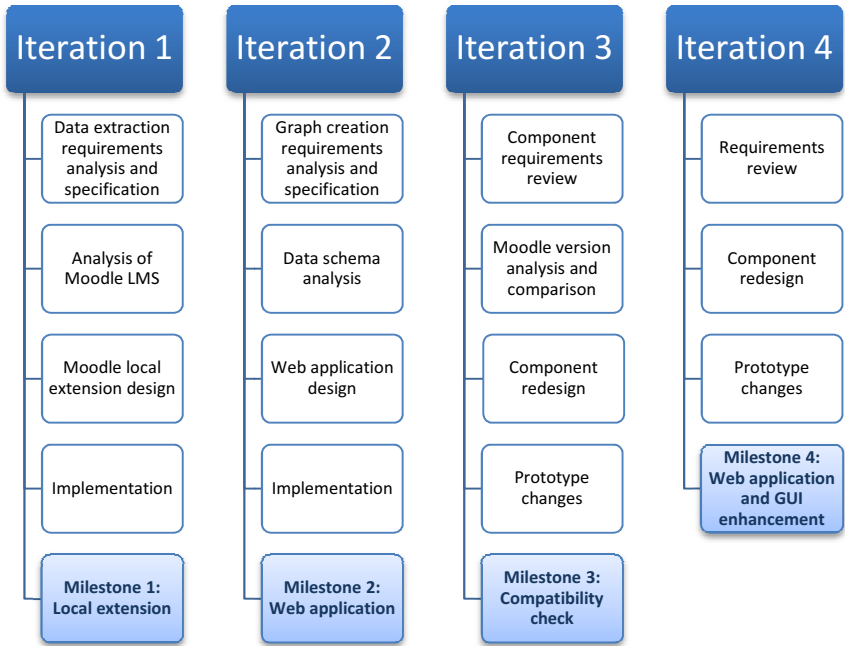 Iteration 1
Data extraction
requirements
analysis and
specification
Analysis of
Moodle LMS
Moodle local
extension design
Implementation
Milestone 1:
Local extension
Iteration 2
Graph creation
requirements
analysis and
specification
Data schema
analysis
Web application
design
Implementation
Milestone 2:
Web application
Iteration 3
Component
requirements
review
Moodle version
analysis and
comparison
Component
redesign
Prototype
changes
Milestone 3:
Compatibility
check
Iteration 4
Requirements
review
Component
redesign
Prototype
changes
Milestone 4:
Web application
and GUI
enhancement